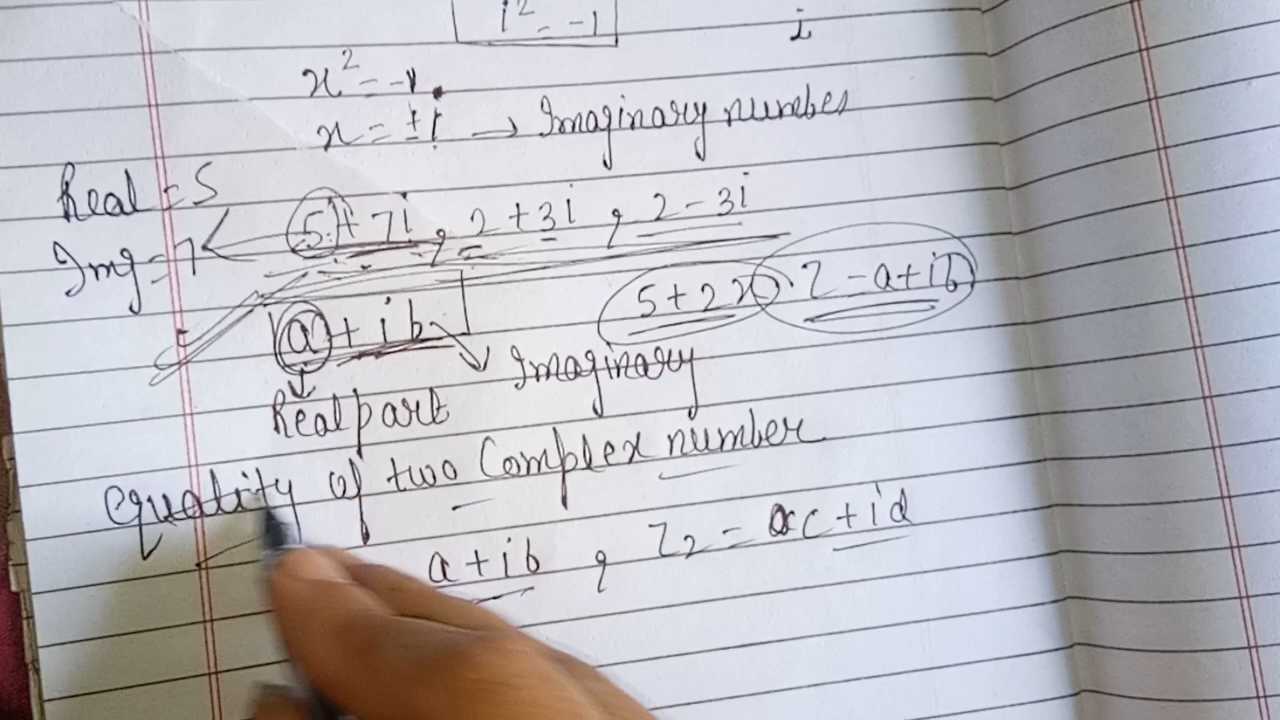 i² = -1
i
x² = -1
x = ±i → Imaginary number
Real = 5
5 + 7i , 2 + 3i , 2 - 3i
Img = 7
5 + 2x Z - a + ib
a + ib
Imaginary
Real part
Equality of two Complex number
a + ib , Z₂ = c + id